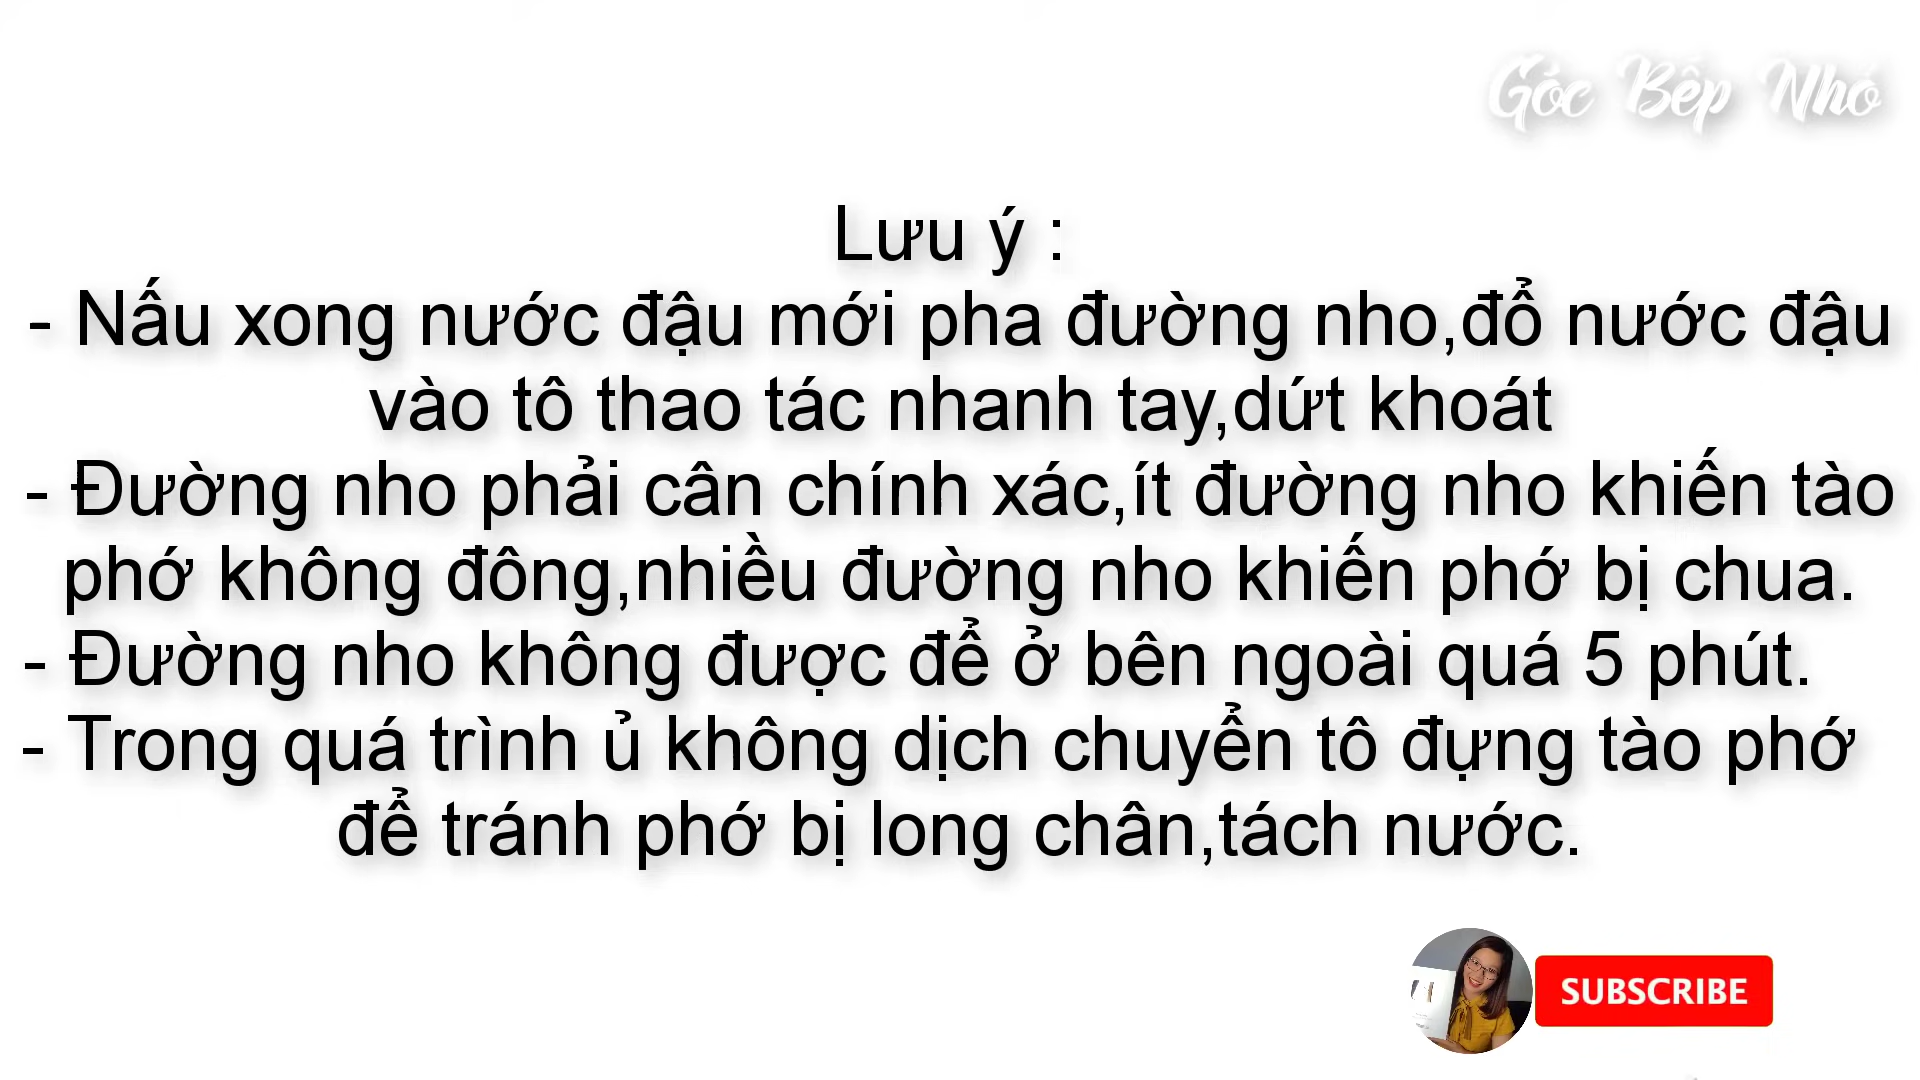 Góc Bếp Nhỏ
Lưu ý :
- Nấu xong nước đậu mới pha đường nho,đổ nước đậu
vào tô thao tác nhanh tay,dứt khoát
- Đường nho phải cân chính xác,ít đường nho khiến tào
phớ không đông,nhiều đường nho khiến phớ bị chua.
- Đường nho không được để ở bên ngoài quá 5 phút.
- Trong quá trình ủ không dịch chuyển tô đựng tào phớ
để tránh phớ bị long chân,tách nước.
SUBSCRIBE